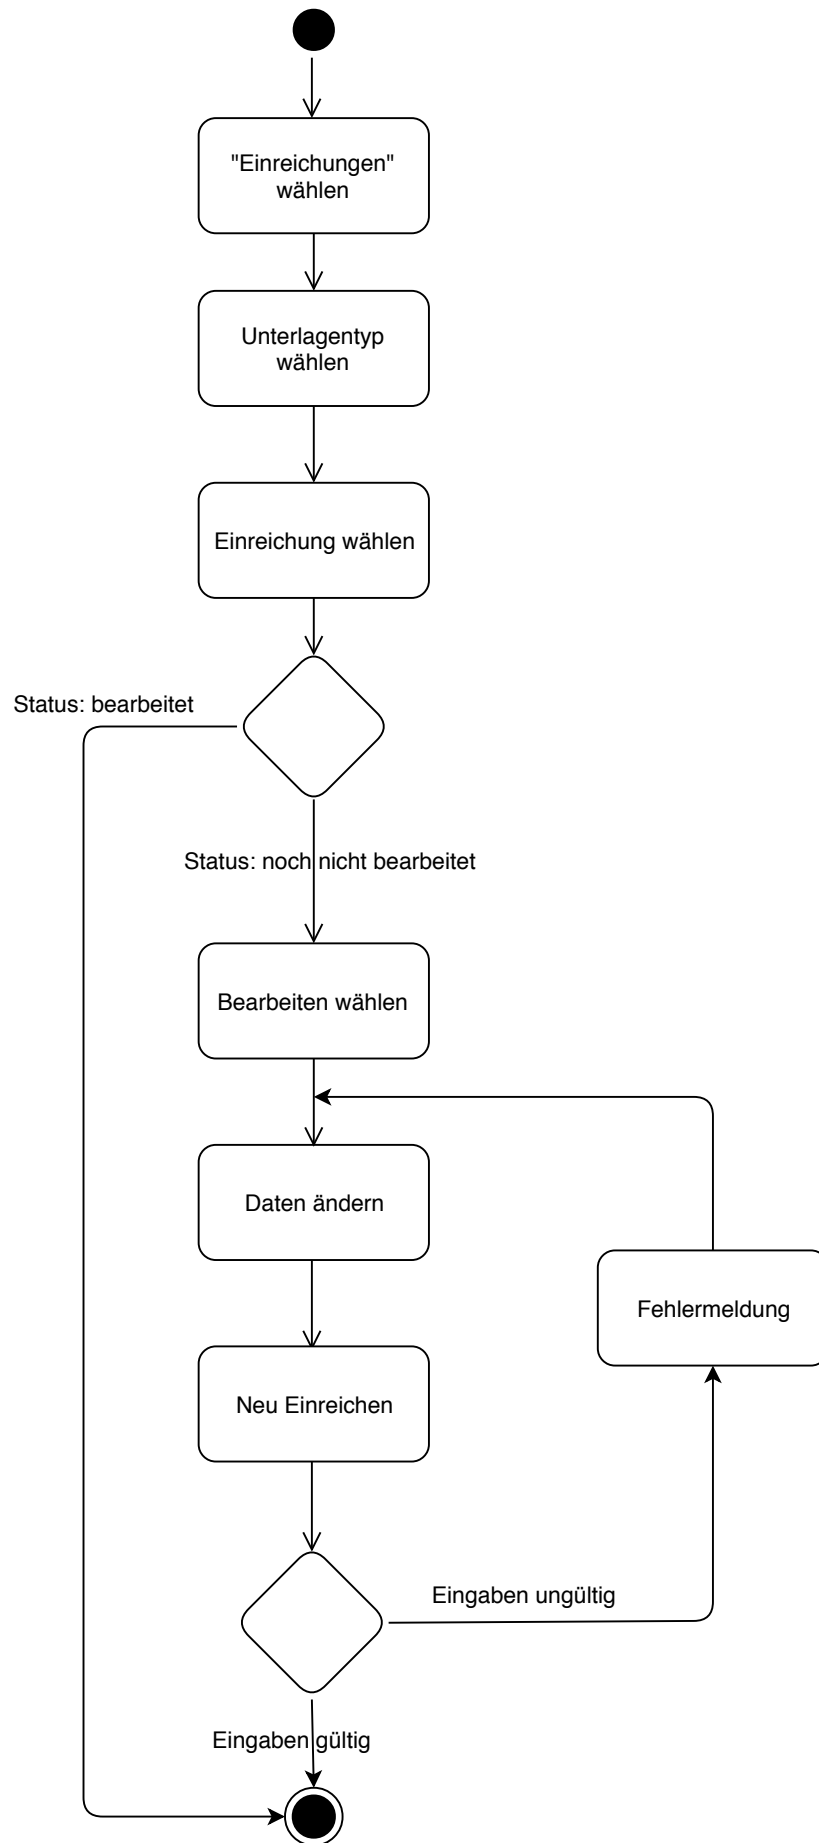 "Einreichungen"
wählen
Unterlagentyp
wählen
Einreichung wählen
Status: bearbeitet
Status: noch nicht bearbeitet
Bearbeiten wählen
Daten ändern
Fehlermeldung
Neu Einreichen
Eingaben ungültig
Eingaben gültig